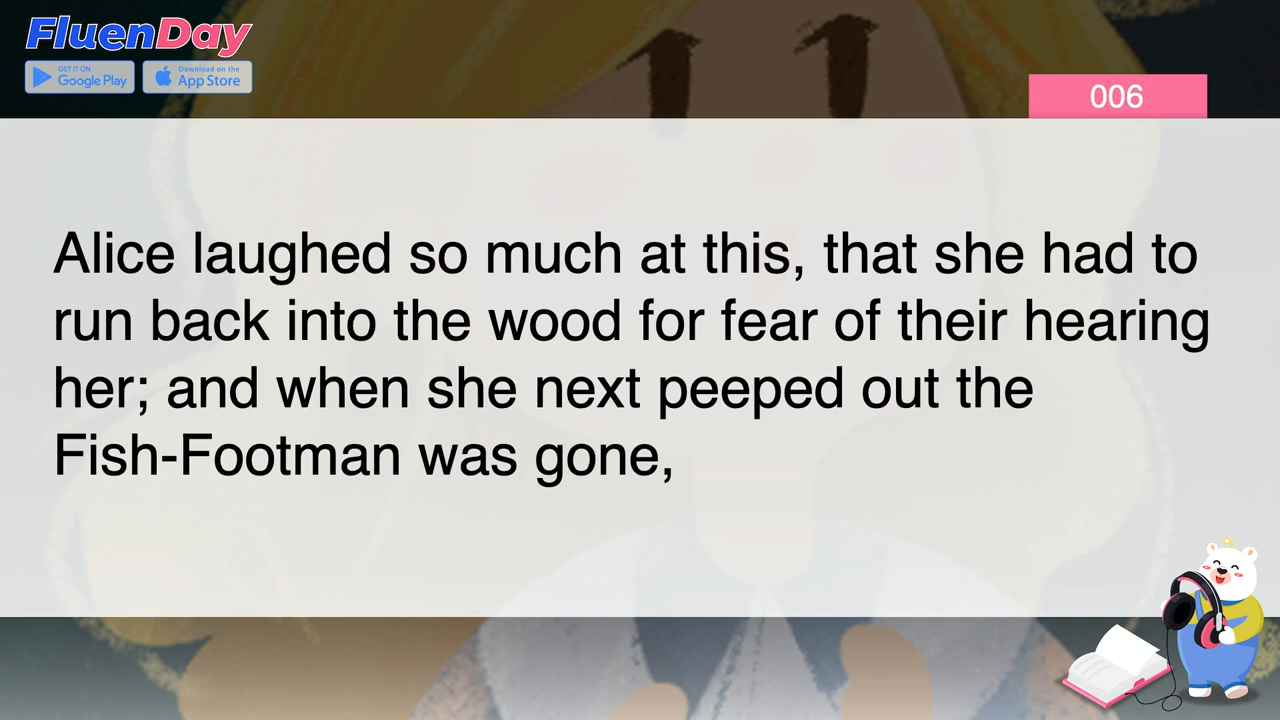 FluenDay
GET IT ON
Google Play
Download on the
App Store
006
Alice laughed so much at this, that she had to
run back into the wood for fear of their hearing
her; and when she next peeped out the
Fish-Footman was gone,